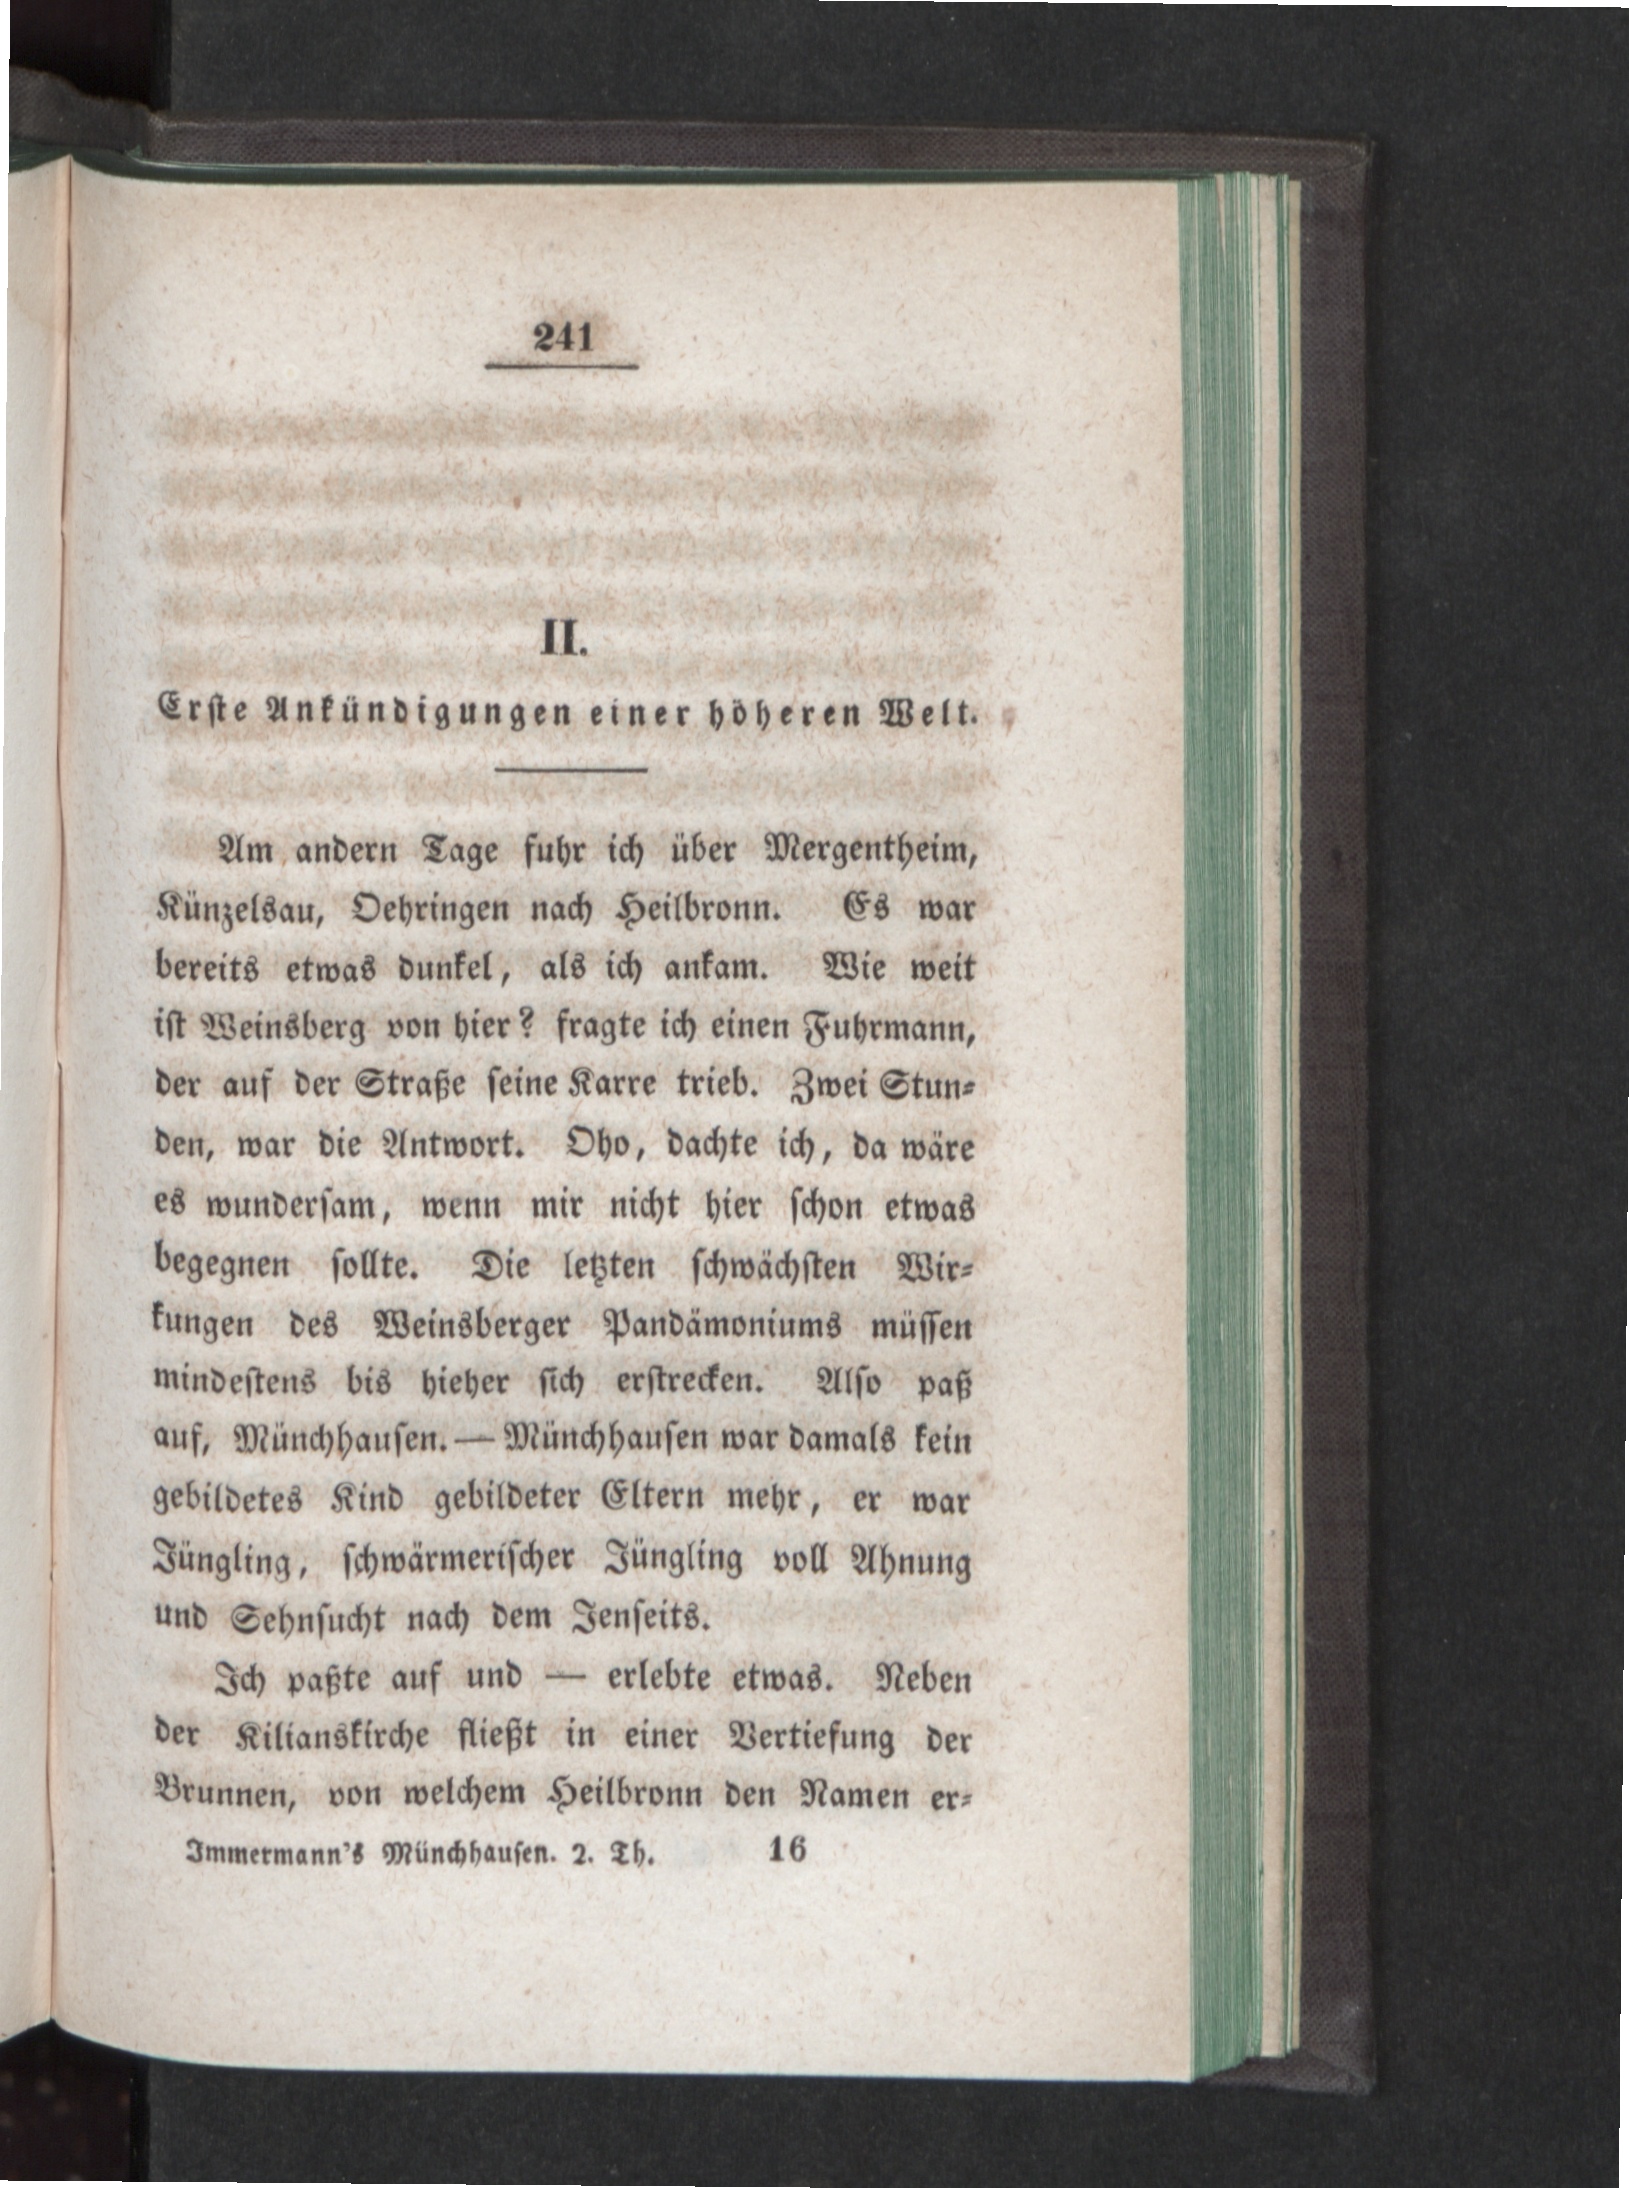 241
II.
Erste Ankündigungen einer höheren Welt.
Am andern Tage fuhr ich über Mergentheim,
Künzelsau, Oehringen nach Heilbronn. Es war
bereits etwas dunkel, als ich ankam. Wie weit
ist Weinsberg von hier? fragte ich einen Fuhrmann,
der auf der Straße seine Karre trieb. Zwei Stun-
den, war die Antwort. Oho, dachte ich, da wäre
es wundersam, wenn mir nicht hier schon etwas
begegnen sollte. Die letzten schwächsten Wir-
kungen des Weinsberger Pandämoniums müssen
mindestens bis hieher sich erstrecken. Also paß
auf, Münchhausen. — Münchhausen war damals kein
gebildetes Kind gebildeter Eltern mehr, er war
Jüngling, schwärmerischer Jüngling voll Ahnung
und Sehnsucht nach dem Jenseits.
Ich paßte auf und — erlebte etwas. Neben
der Kilianskirche fließt in einer Vertiefung der
Brunnen, von welchem Heilbronn den Namen er-
Immermann's Münchhausen. 2. Th. 16